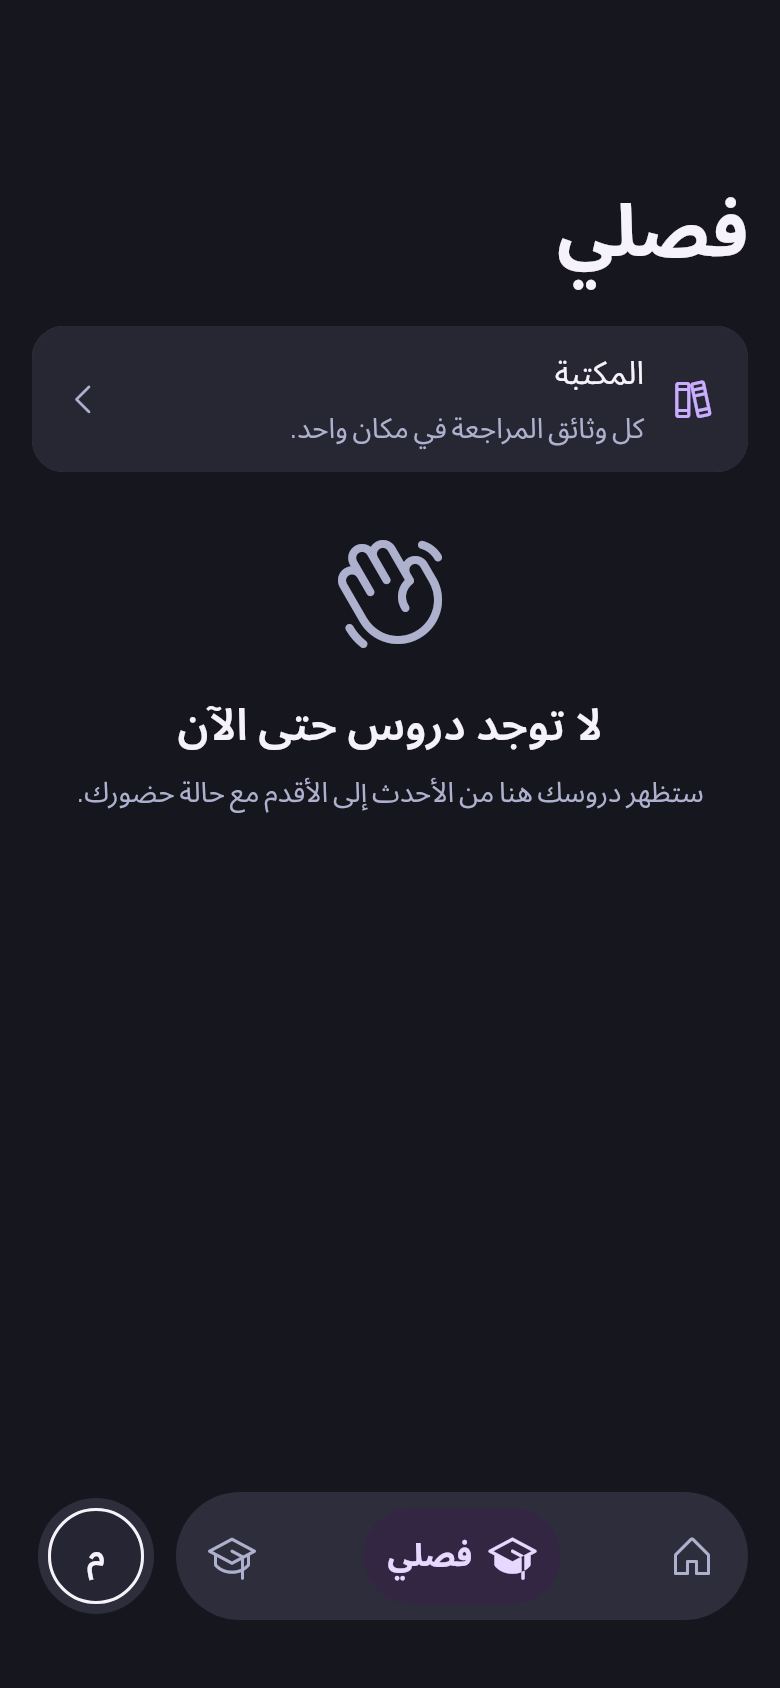 فصلي
المكتبة
كل وثائق المراجعة في مكان واحد.
لا توجد دروس حتى الآن
ستظهر دروسك هنا من الأحدث إلى الأقدم مع حالة حضورك.
فصلي
م